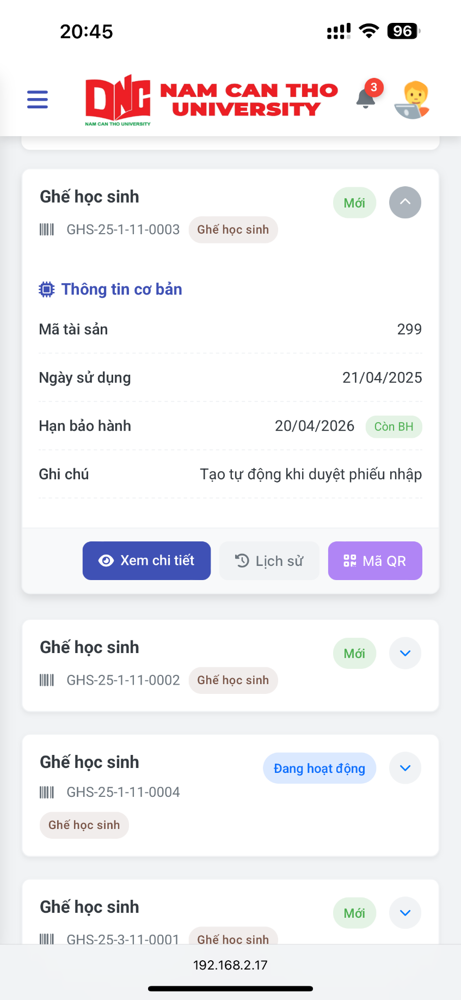 20:45
96
DNC
NAM CAN THO UNIVERSITY
NAM CAN THO
UNIVERSITY
3
Ghế học sinh
Mới
GHS-25-1-11-0003
Ghế học sinh
Thông tin cơ bản
Mã tài sản
299
Ngày sử dụng
21/04/2025
Hạn bảo hành
20/04/2026
Còn BH
Ghi chú
Tạo tự động khi duyệt phiếu nhập
Xem chi tiết
Lịch sử
Mã QR
Ghế học sinh
Mới
GHS-25-1-11-0002
Ghế học sinh
Ghế học sinh
Đang hoạt động
GHS-25-1-11-0004
Ghế học sinh
Ghế học sinh
Mới
GHS-25-3-11-0001
Ghế học sinh
192.168.2.17